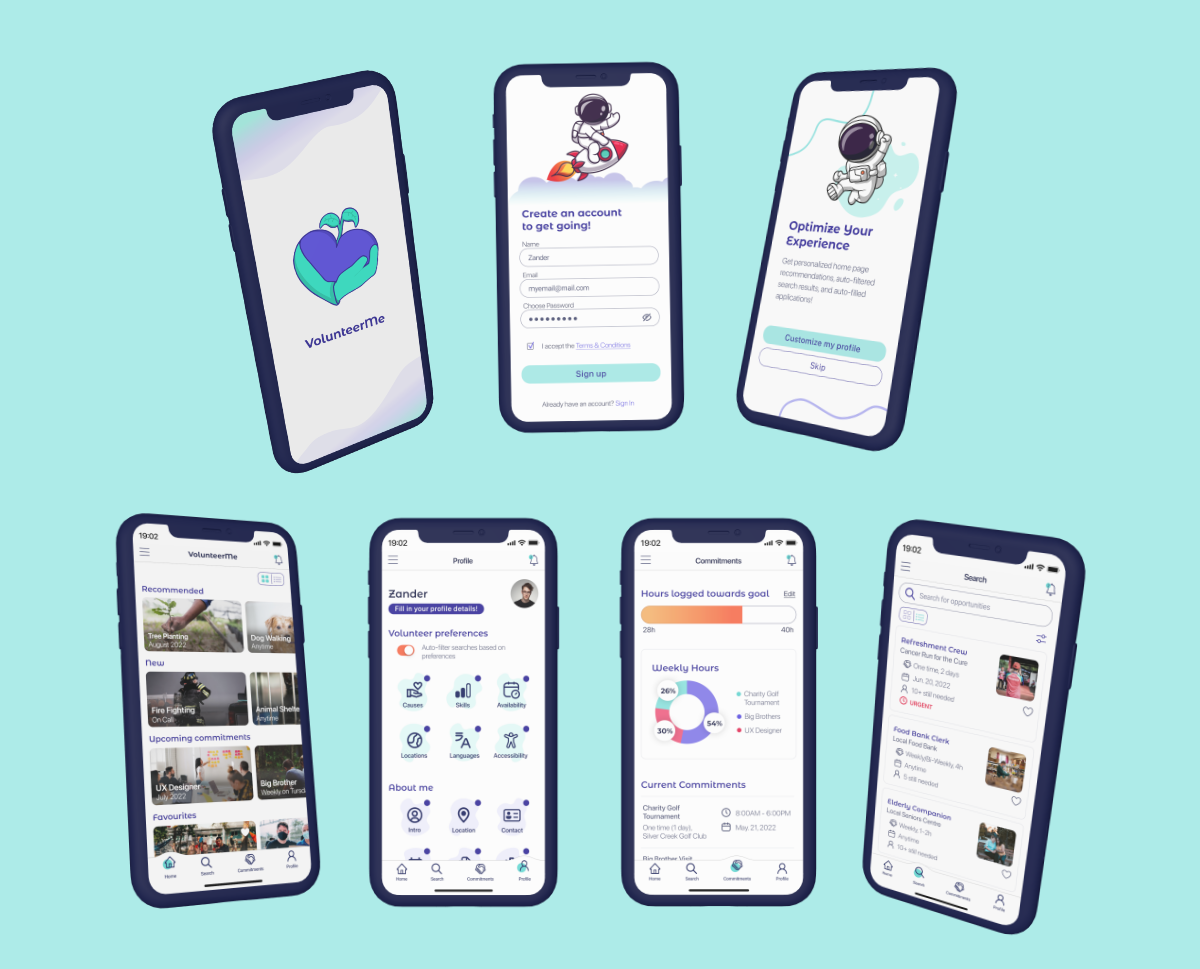 VolunteerMe
Create an account
to get going!
Name
Zander
Email
myemail@mail.com
Choose Password
I accept the Terms & Conditions
Sign up
Already have an account? Sign In
Optimize Your
Experience
Get personalized home page
recommendations, auto-filtered
search results, and auto-filled
applications!
Customize my profile
Skip
19:02
VolunteerMe
Recommended
Tree Planting
August 2022
Dog Walking
Anytime
New
Fire Fighting
On Call
Animal Shelte
Anytime
Upcoming commitments
UX Designer
July 2022
Big Brother
Weekly on Tursd
Favourites
Home
Search
Commitments
Profile
19:02
Profile
Zander
Fill in your profile details!
Volunteer preferences
Auto-filter searches based on
preferences
Causes
Skills
Availability
Locations
Languages
Accessibility
About me
Intro
Location
Contact
Home
Search
Commitments
Profile
19:02
Commitments
Hours logged towards goal
Edit
28h
40h
Weekly Hours
26%
54%
30%
Charity Golf
Tournament
Big Brothers
UX Designer
Current Commitments
Charity Golf
Tournament
One time (1 day),
Silver Creek Golf Club
8:00AM - 6:00PM
May, 21, 2022
Big Brother Visit
Home
Search
Commitments
Profile
19:02
Search
Search for opportunities
Refreshment Crew
Cancer Run for the Cure
One time, 2 days
Jun, 20, 2022
10+ still needed
URGENT
Food Bank Clerk
Local Food Bank
Weekly/Bi-Weekly, 4h
Anytime
5 still needed
Elderly Companion
Local Seniors Centre
Weekly, 1-2h
Anytime
10+ still needed
Home
Search
Commitments
Profile